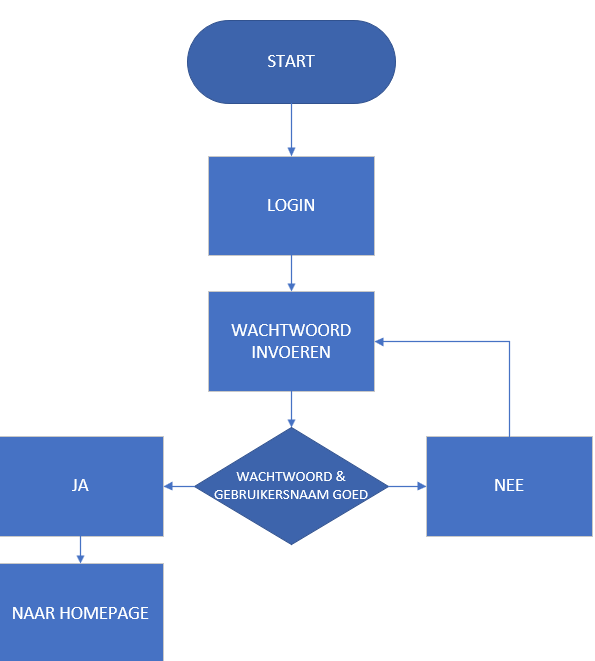 START
LOGIN
WACHTWOORD
INVOEREN
WACHTWOORD &
GEBRUIKERSNAAM GOED
JA
NEE
NAAR HOMEPAGE